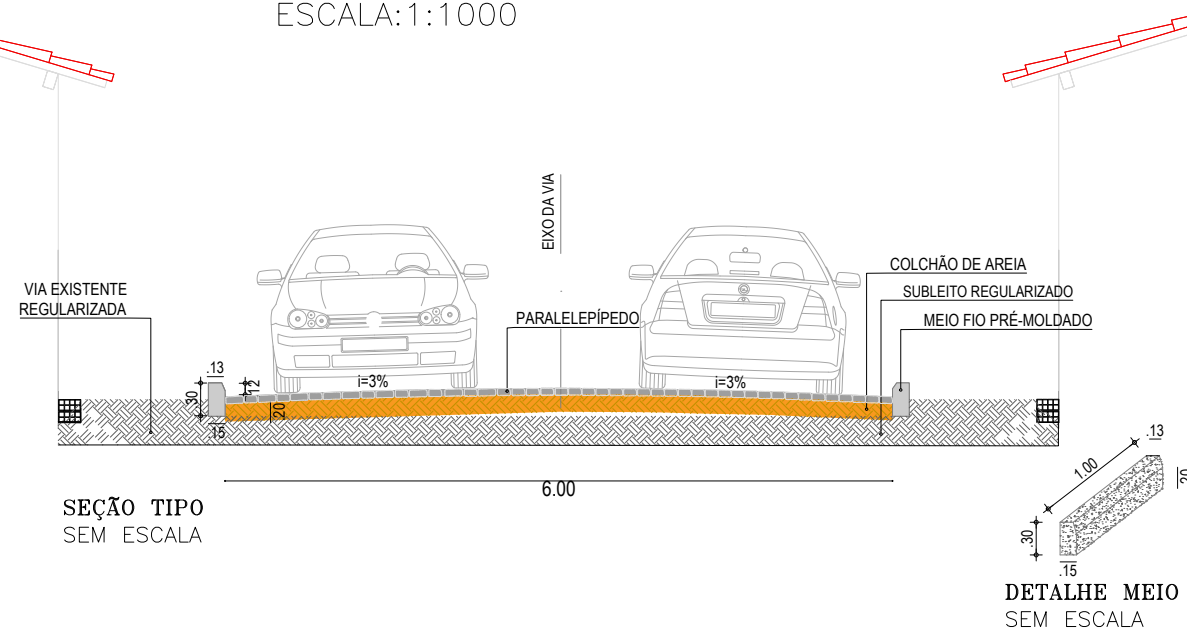 ESCALA:1:1000
EIXO DA VIA
COLCHÃO DE AREIA
VIA EXISTENTE
REGULARIZADA
SUBLEITO REGULARIZADO
PARALELEPÍPEDO
MEIO FIO PRÉ-MOLDADO
.13
.30
.12
i=3%
i=3%
.20
.15
6.00
SEÇÃO TIPO
SEM ESCALA
.13
1.00
.20
.30
.15
DETALHE MEIO
SEM ESCALA